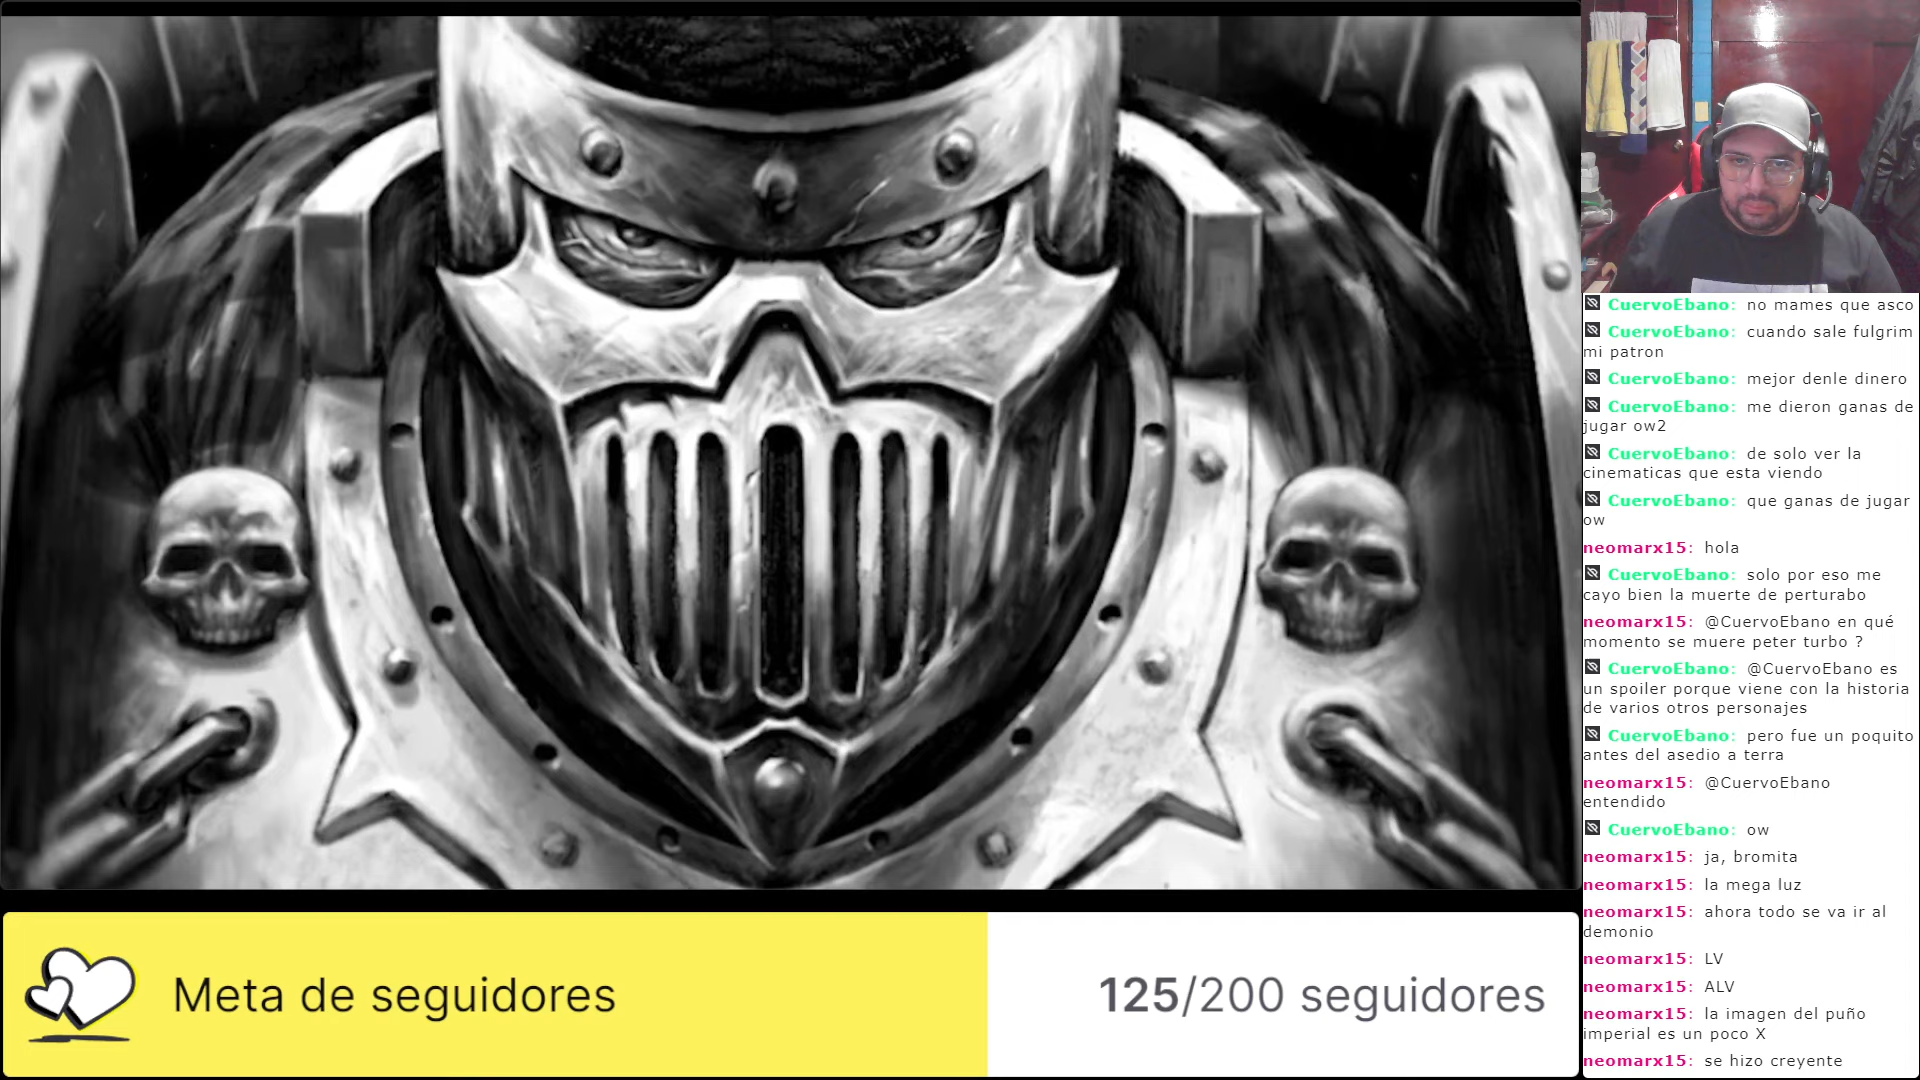 CuervoEbano: no mames que asco
CuervoEbano: cuando sale fulgrim
mi patron
CuervoEbano: mejor denle dinero
CuervoEbano: me dieron ganas de
jugar ow2
CuervoEbano: de solo ver la
cinematicas que esta viendo
CuervoEbano: que ganas de jugar
ow
neomarx15: hola
CuervoEbano: solo por eso me
cayo bien la muerte de perturabo
neomarx15: @CuervoEbano en qué
momento se muere peter turbo ?
CuervoEbano: @CuervoEbano es
un spoiler porque viene con la historia
de varios otros personajes
CuervoEbano: pero fue un poquito
antes del asedio a terra
neomarx15: @CuervoEbano
entendido
CuervoEbano: ow
neomarx15: ja, bromita
neomarx15: la mega luz
neomarx15: ahora todo se va ir al
demonio
neomarx15: LV
neomarx15: ALV
neomarx15: la imagen del puño
imperial es un poco X
neomarx15: se hizo creyente
Meta de seguidores
125/200 seguidores